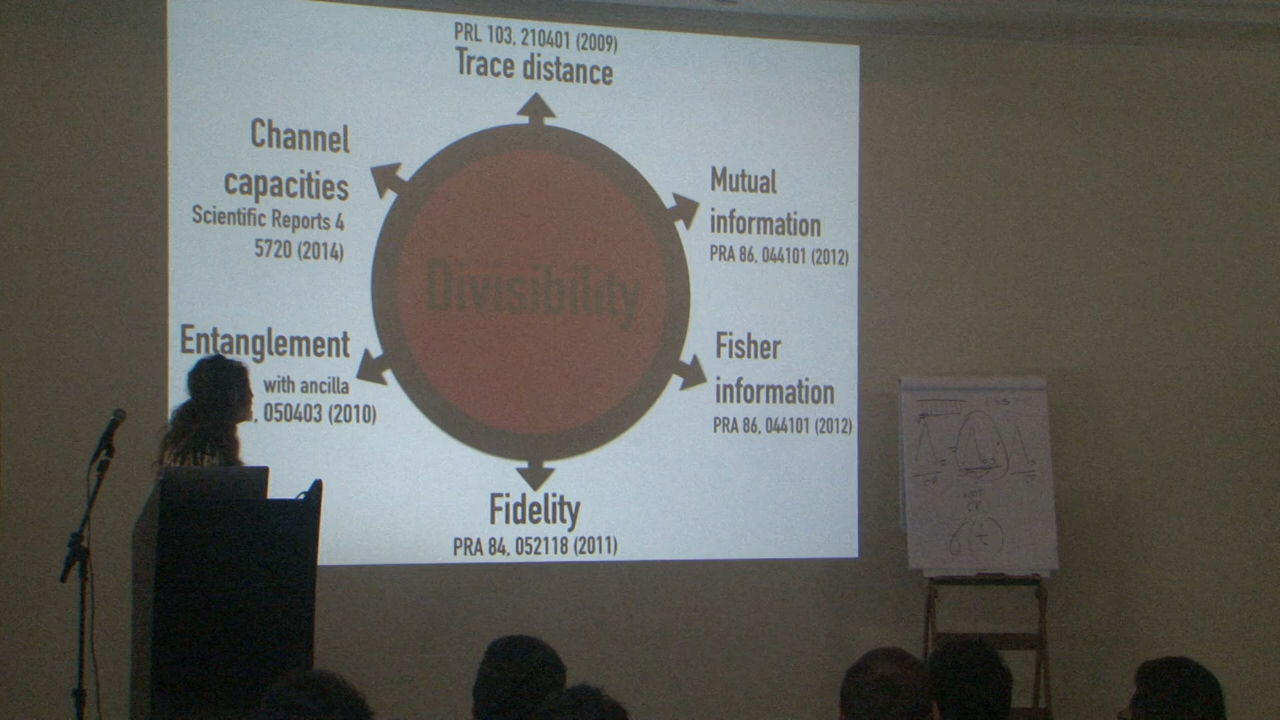 PRL 103, 210401 (2009)
Trace distance
Channel
capacities
Scientific Reports 4
5720 (2014)
Mutual
information
PRA 86, 044101 (2012)
Divisibility
Entanglement
with ancilla
, 050403 (2010)
Fisher
information
PRA 86, 044101 (2012)
Fidelity
PRA 84, 052118 (2011)